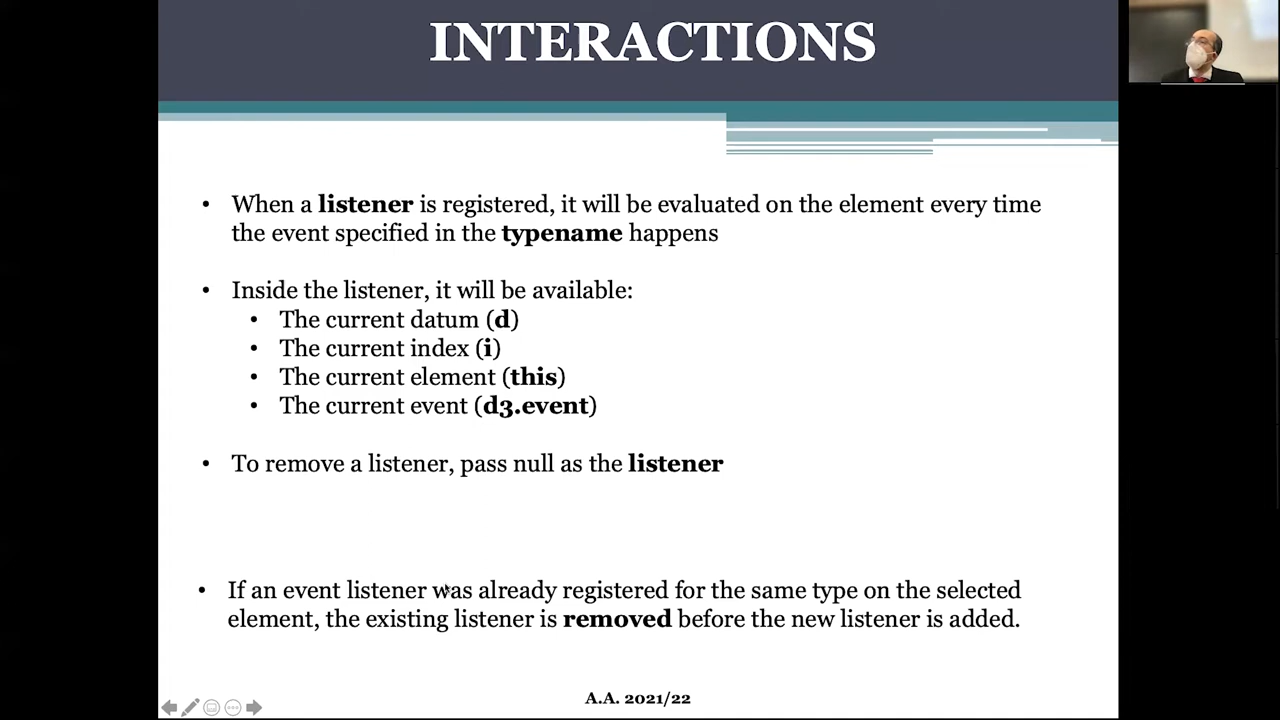 INTERACTIONS
• When a listener is registered, it will be evaluated on the element every time
the event specified in the typename happens
• Inside the listener, it will be available:
• The current datum (d)
• The current index (i)
• The current element (this)
• The current event (d3.event)
• To remove a listener, pass null as the listener
• If an event listener was already registered for the same type on the selected
element, the existing listener is removed before the new listener is added.
A.A. 2021/22